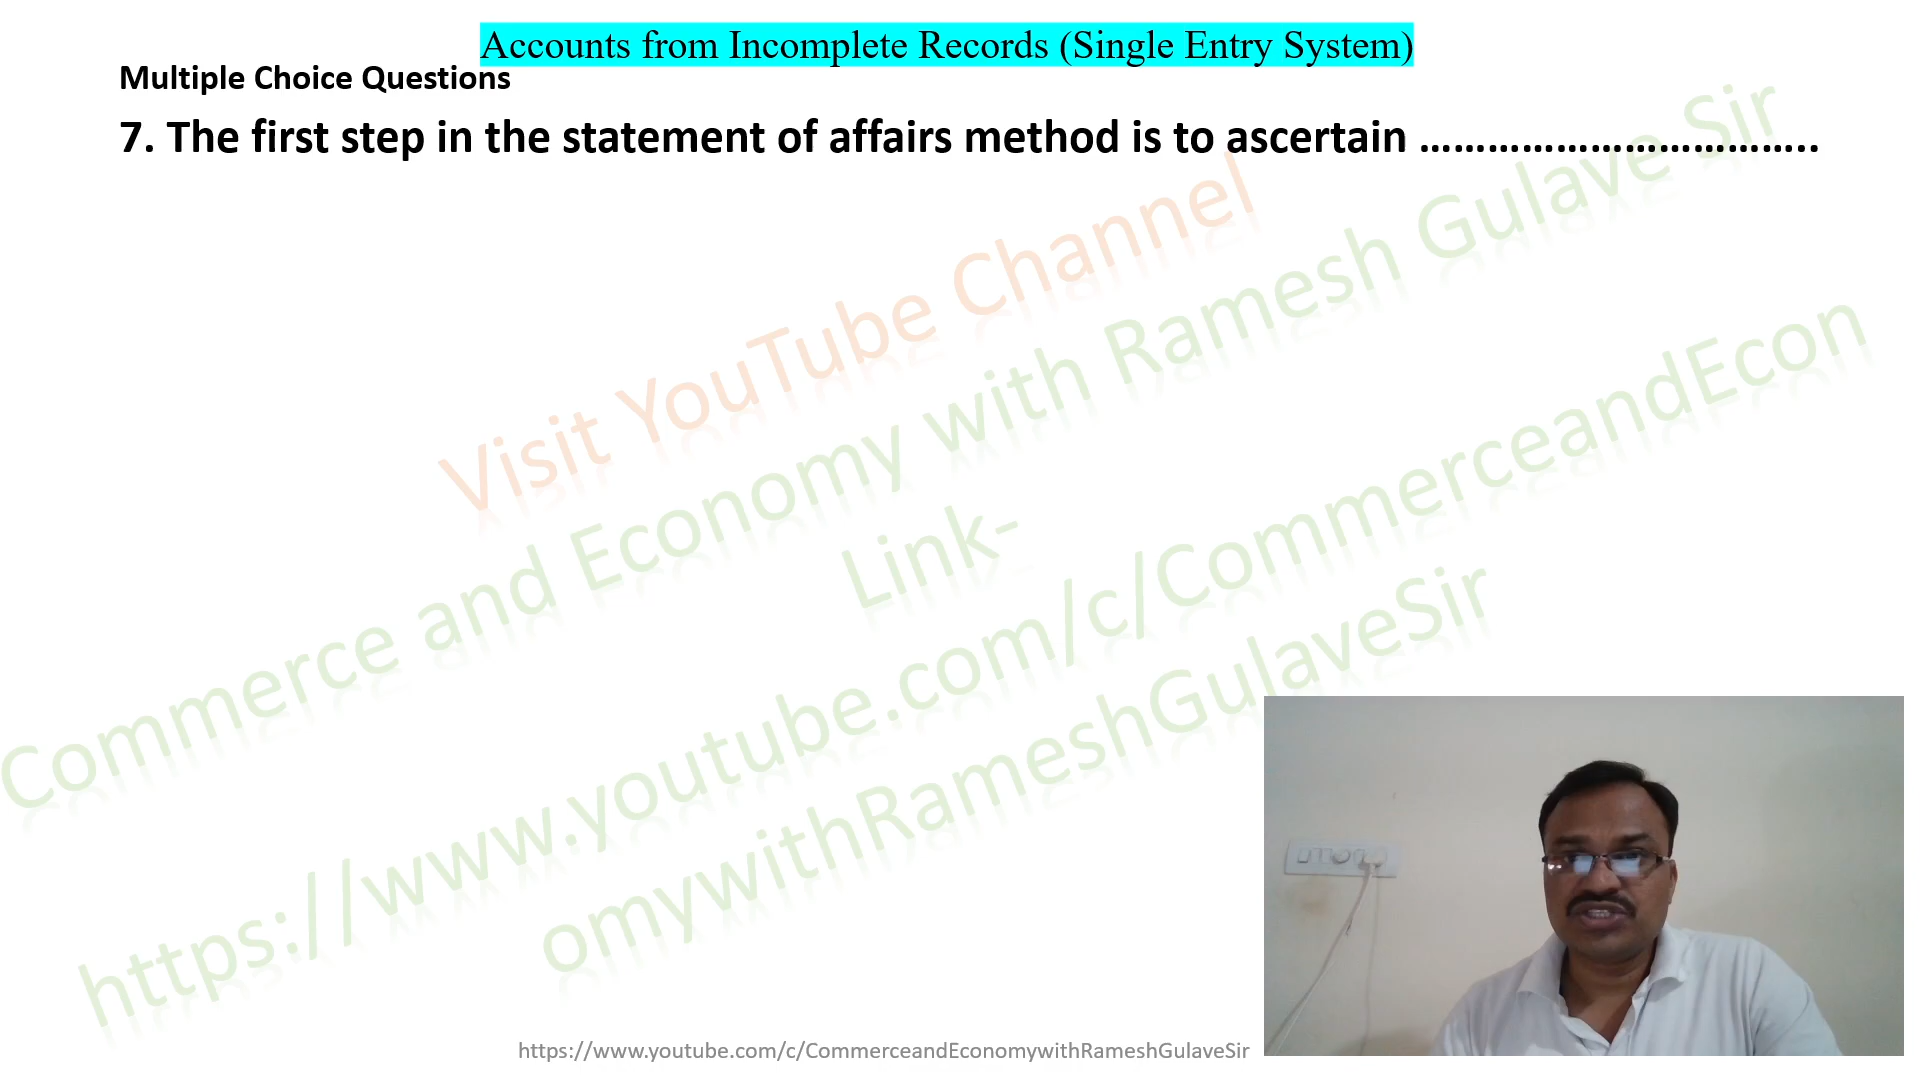 Accounts from Incomplete Records (Single Entry System)
Multiple Choice Questions
7. The first step in the statement of affairs method is to ascertain ………………………………..
Visit YouTube Channel
Commerce and Economy with Ramesh Gulave Sir
Link-
https://www.youtube.com/c/CommerceandEcon
omywithRameshGulaveSir
https://www.youtube.com/c/CommerceandEconomywithRameshGulaveSir